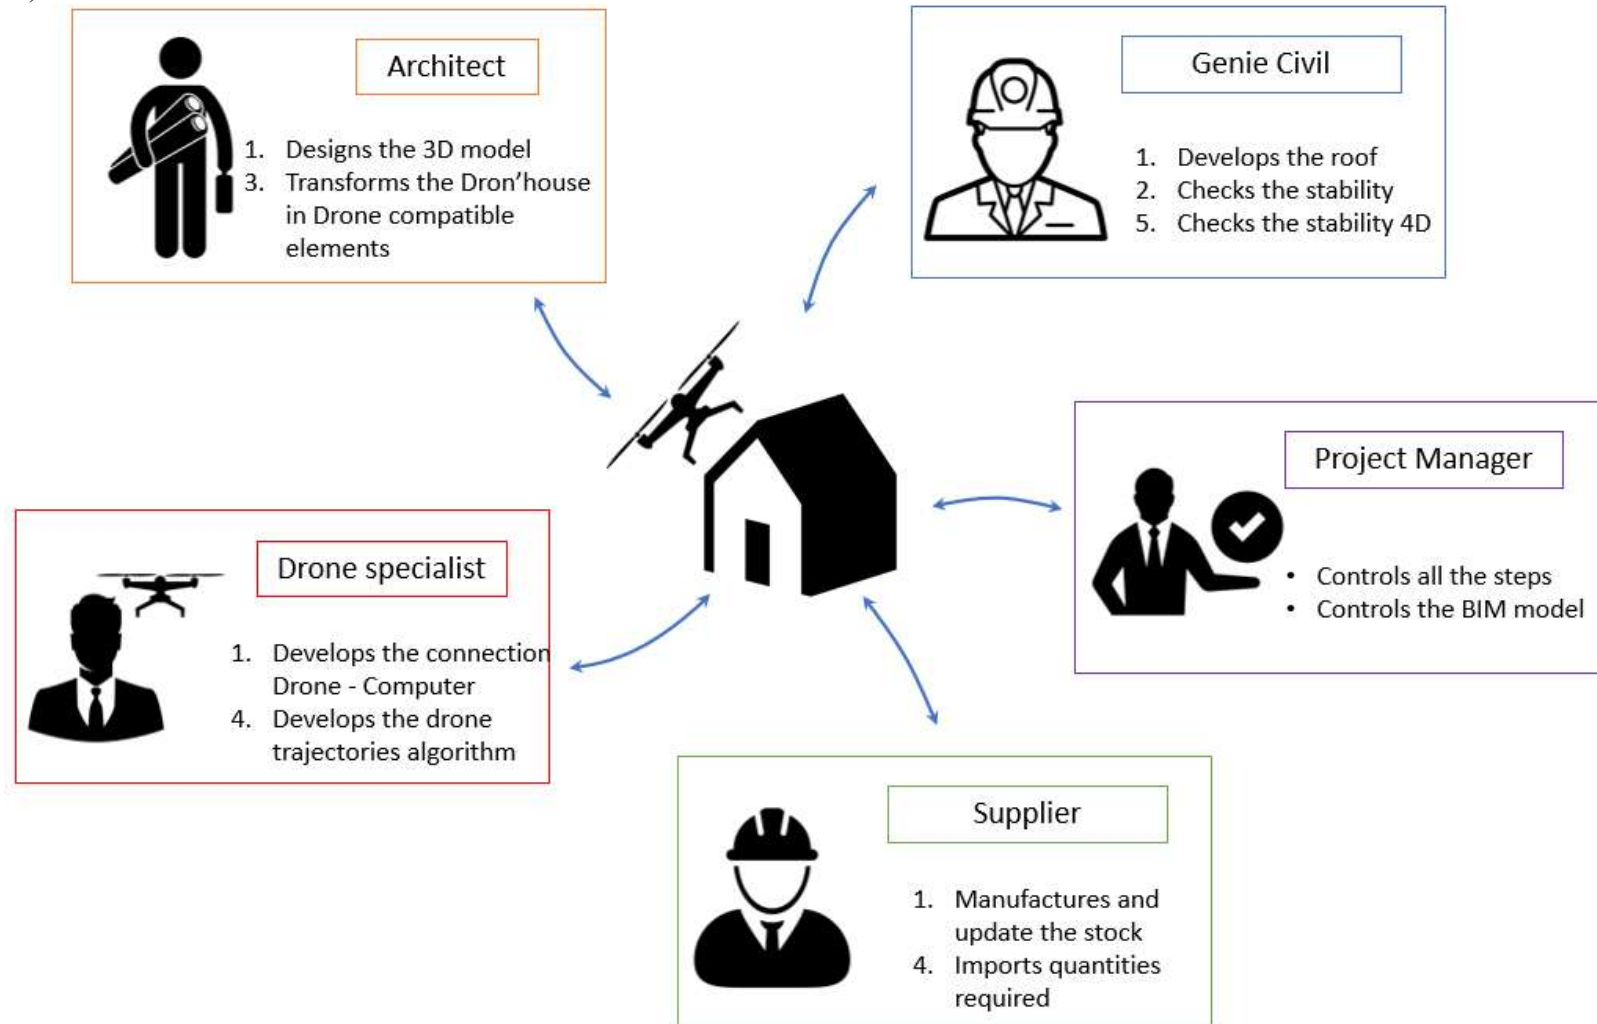 Architect
1. Designs the 3D model
3. Transforms the Dron'house
in Drone compatible
elements
Genie Civil
1. Develops the roof
2. Checks the stability
5. Checks the stability 4D
Project Manager
• Controls all the steps
• Controls the BIM model
Drone specialist
1. Develops the connection
Drone - Computer
4. Develops the drone
trajectories algorithm
Supplier
1. Manufactures and
update the stock
4. Imports quantities
required